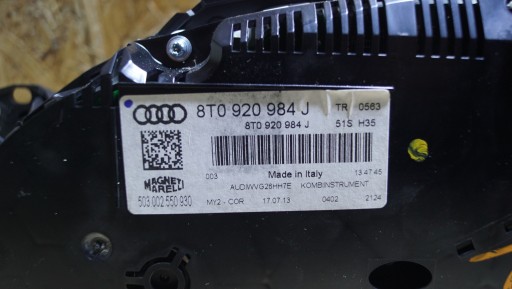 8T0 920 984 J TR 0563
8T0 920 984 J 51S H35
003 Made in Italy 13:47:45
MAGNETI MARELLI
AUDIWVG26HH7E KOMBIINSTRUMENT
503.002.550.930 MY2 - COR 17.07.13 0402 2124